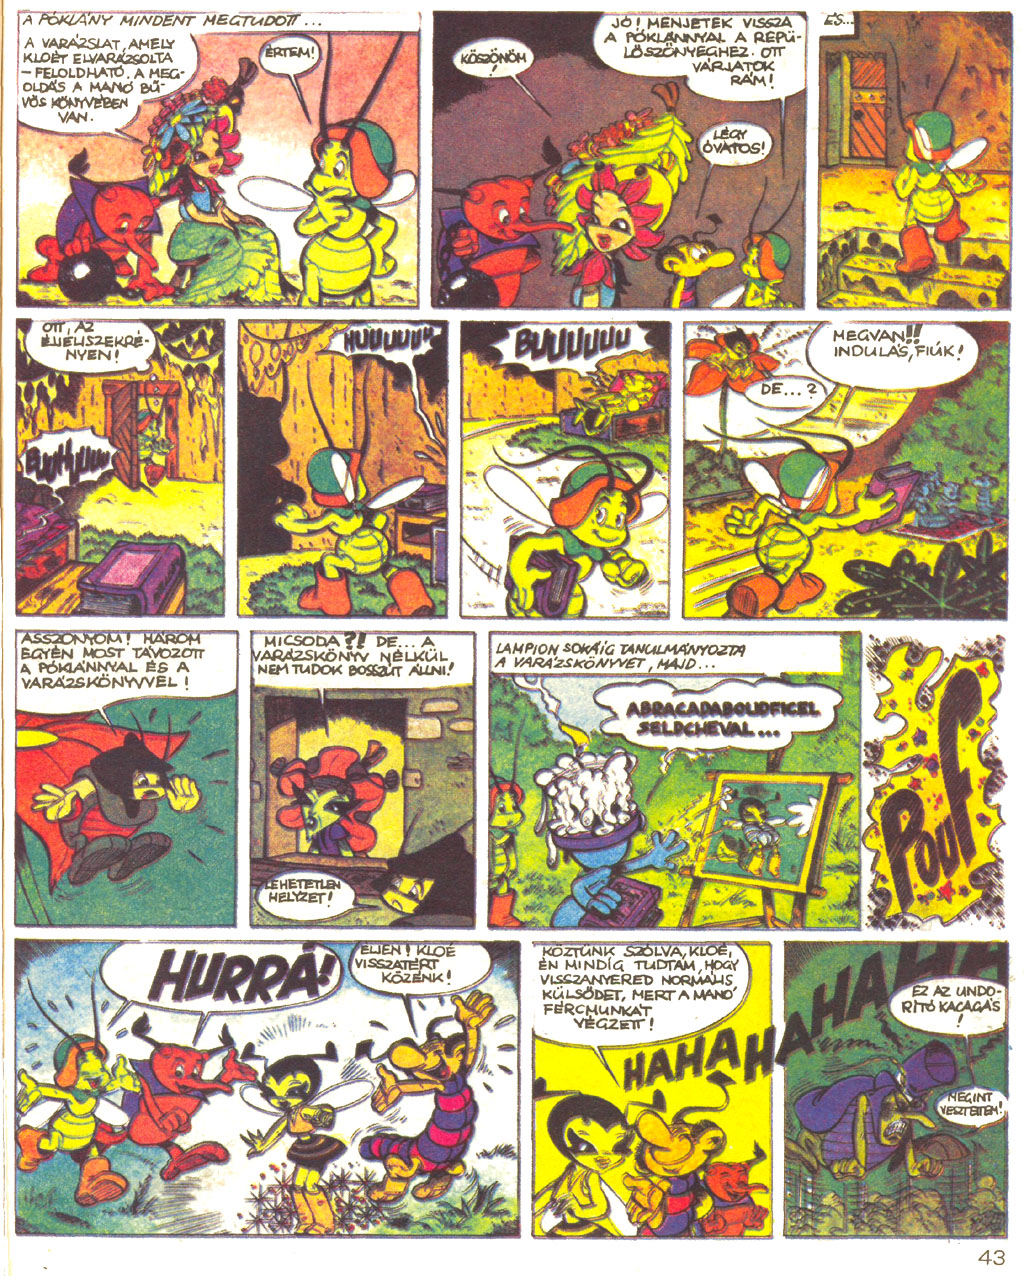 A PÓKLÁNY MINDENT MEGTUDOTT...
A VARÁZSLAT, AMELY
KLOÉT ELVARÁZSOLTA
– FELOLDHATÓ. A MEG-
OLDÁS A MANÓ BŰ-
VÖS KÖNYVÉBEN
VAN.
ÉRTEM!
KÖSZÖNÖM
!
JÓ! MENJETEK VISSZA
A PÓKLÁNNYAL A REPÜ-
LŐSZŐNYEGHEZ. OTT
VÁRJATOK
RÁM!
LÉGY
ÓVATOS!
ÉS...
OTT, AZ
ÉJJELISZEKRÉ-
NYEN!
BUUUUUU
HUUUUUU
BUUUUUUU
MEGVAN!!
INDULÁS, FIÚK!
DE...?
ASSZONYOM! HÁROM
EGYÉN MOST TÁVOZOTT
A PÓKLÁNNYAL ÉS A
VARÁZSKÖNYVVEL!
MICSODA?! DE... A
VARÁZSKÖNYV NÉLKÜL
NEM TUDOK BOSSZÚT ÁLLNI!
LEHETETLEN
HELYZET!
LAMPION SOKÁIG TANULMÁNYOZTA
A VARÁZSKÖNYVET, MAJD...
ABRACADABOLIDFICEL
SELDCHEVAL...
POUF
HURRÁ!
ÉLJEN! KLOÉ
VISSZATÉRT
KÖZÉNK!
KÖZTÜNK SZÓLVA, KLOÉ,
ÉN MINDIG TUDTAM, HOGY
VISSZANYERED NORMÁLIS
KÜLSŐDET, MERT A MANÓ
FÉRCMUNKÁT
VÉGZETT!
HAHAHAHAHAHA
EZ AZ UNDO-
RÍTÓ KACAGÁS
!
MEGINT
VESZTETTEM!
43